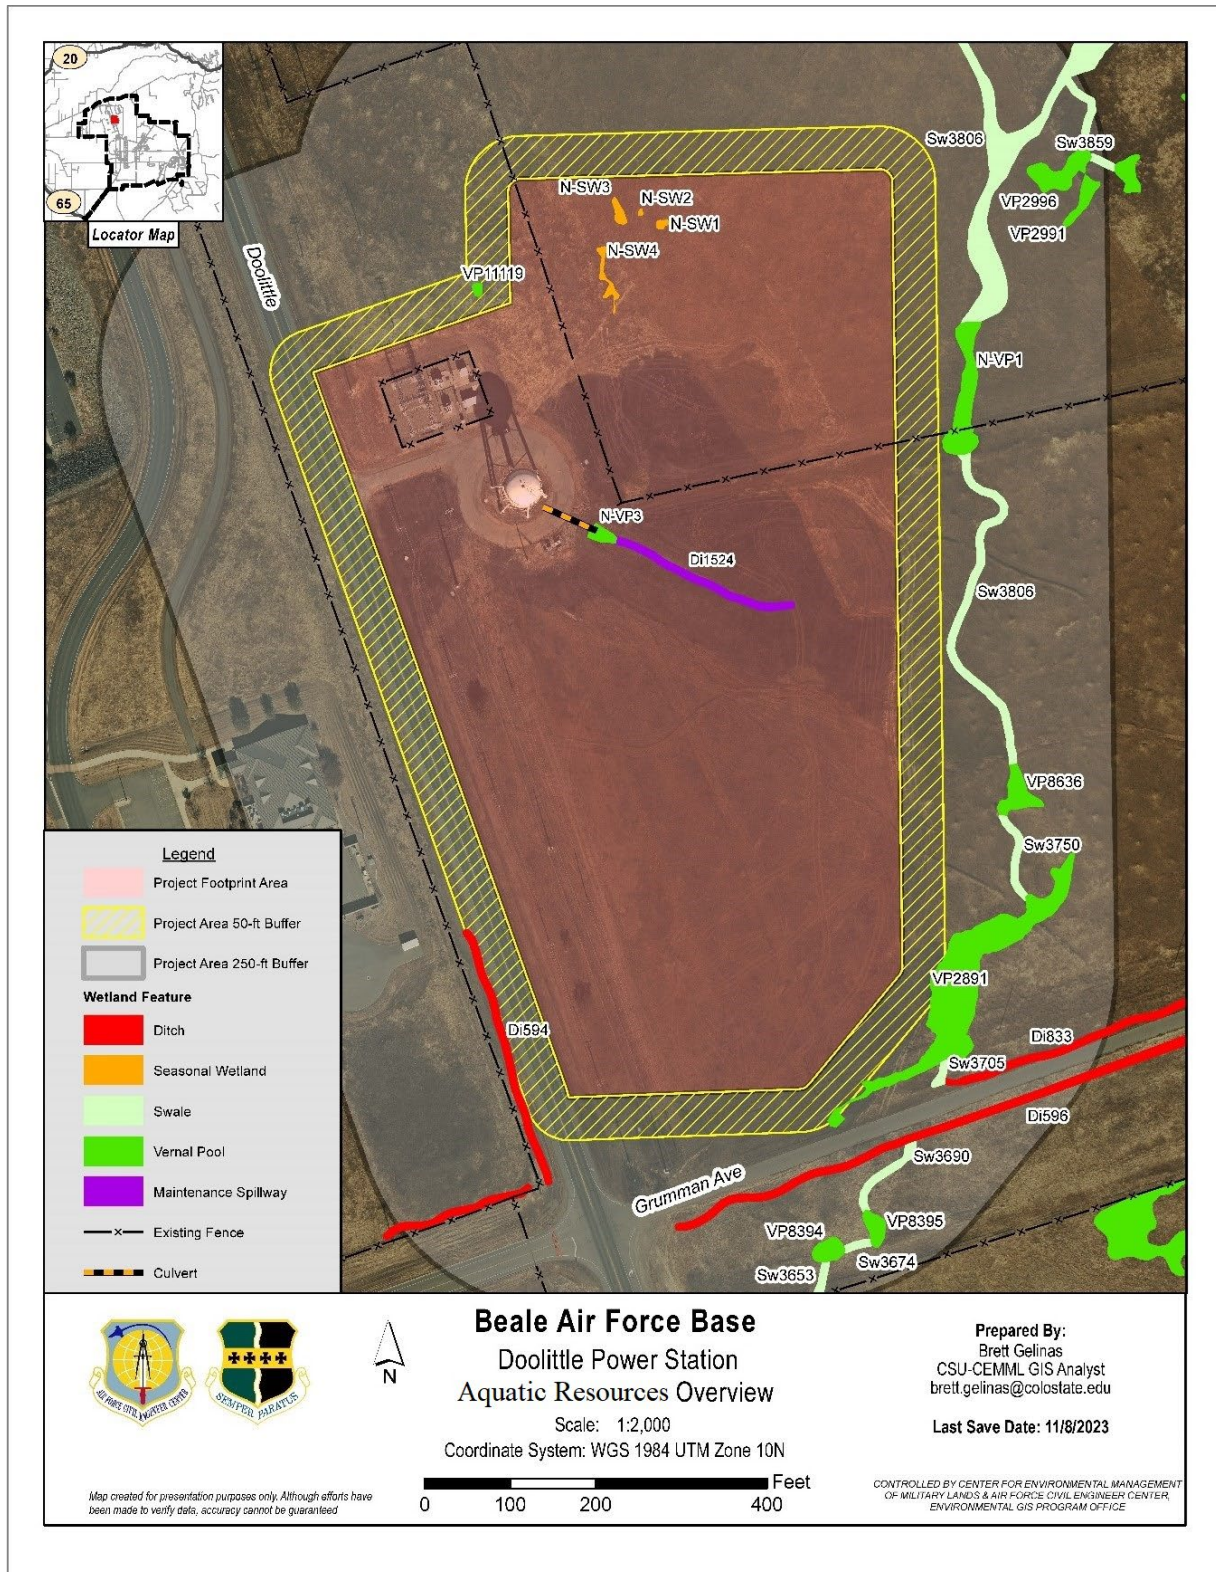 20
65
Locator Map
Doolittle
Sw3806
Sw3859
VP2996
VP2991
N-SW3
N-SW2
N-SW1
N-SW4
VP11119
N-VP1
N-VP3
Di1524
Sw3806
VP8636
Sw3750
VP2891
Di594
Di833
Sw3705
Di596
Sw3690
Grumman Ave
VP8394
VP8395
Sw3674
Sw3653
Legend
Project Footprint Area
Project Area 50-ft Buffer
Project Area 250-ft Buffer
Wetland Feature
Ditch
Seasonal Wetland
Swale
Vernal Pool
Maintenance Spillway
Existing Fence
Culvert
AIR FORCE CIVIL ENGINEER CENTER
SEMPER PARATUS
N
Beale Air Force Base
Doolittle Power Station
Aquatic Resources Overview
Scale: 1:2,000
Coordinate System: WGS 1984 UTM Zone 10N
Feet
0 100 200 400
Prepared By:
Brett Gelinas
CSU-CEMML GIS Analyst
brett.gelinas@colostate.edu
Last Save Date: 11/8/2023
Map created for presentation purposes only. Although efforts have
been made to verify data, accuracy cannot be guaranteed
CONTROLLED BY CENTER FOR ENVIRONMENTAL MANAGEMENT
OF MILITARY LANDS & AIR FORCE CIVIL ENGINEER CENTER,
ENVIRONMENTAL GIS PROGRAM OFFICE